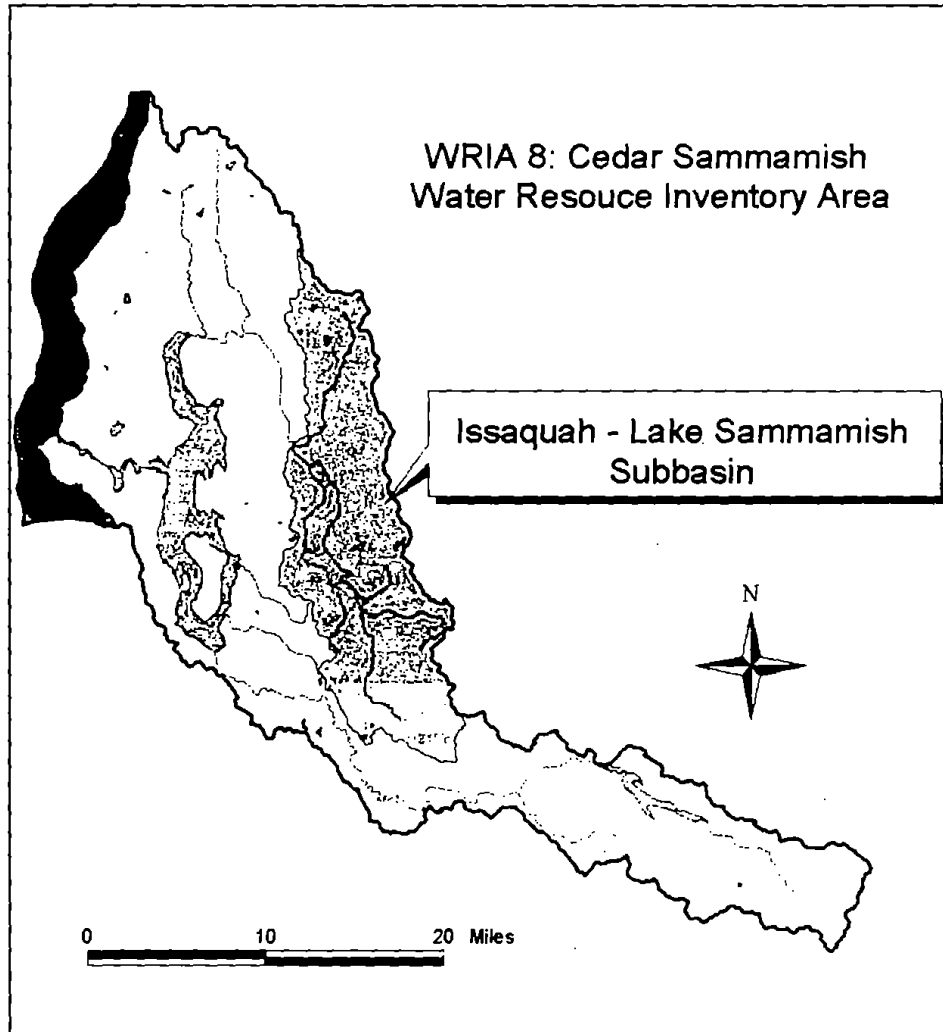 WRIA 8: Cedar Sammamish
Water Resouce Inventory Area
Issaquah - Lake Sammamish
Subbasin
N
0 10 20 Miles